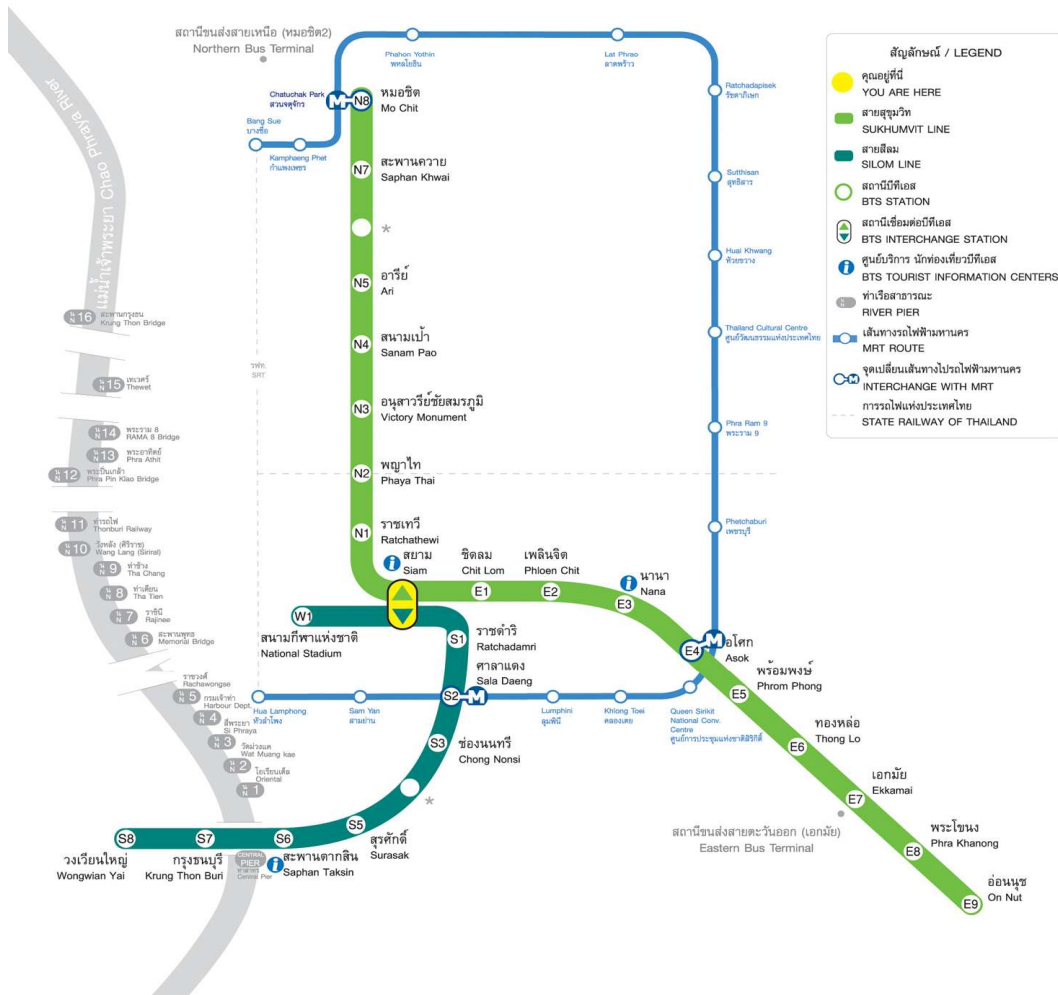 สถานีขนส่งสายเหนือ (หมอชิต2)
Northern Bus Terminal
Phahon Yothin
พหลโยธิน
Lat Phrao
ลาดพร้าว
Chatuchak Park
สวนจตุจักร
M
N8
หมอชิต
Mo Chit
Bang Sue
บางซื่อ
Kamphaeng Phet
กำแพงเพชร
N7
สะพานควาย
Saphan Khwai
*
N5
อารีย์
Ari
N4
สนามเป้า
Sanam Pao
N3
อนุสาวรีย์ชัยสมรภูมิ
Victory Monument
N2
พญาไท
Phaya Thai
N1
ราชเทวี
Ratchathewi
รฟท.
SRT
Ratchadapisek
รัชดาภิเษก
Sutthisan
สุทธิสาร
Huai Khwang
ห้วยขวาง
Thailand Cultural Centre
ศูนย์วัฒนธรรมแห่งประเทศไทย
Phra Ram 9
พระราม 9
Phetchaburi
เพชรบุรี
i
สยาม
Siam
ชิดลม
Chit Lom
E1
เพลินจิต
Phloen Chit
E2
i
นานา
Nana
E3
M
อโศก
Asok
E4
พร้อมพงษ์
Phrom Phong
E5
ทองหล่อ
Thong Lo
E6
เอกมัย
Ekkamai
E7
สถานีขนส่งสายตะวันออก (เอกมัย)
Eastern Bus Terminal
พระโขนง
Phra Khanong
E8
อ่อนนุช
On Nut
E9
W1
สนามกีฬาแห่งชาติ
National Stadium
S1
ราชดำริ
Ratchadamri
ศาลาแดง
Sala Daeng
S2
M
S3
ช่องนนทรี
Chong Nonsi
*
S5
สุรศักดิ์
Surasak
S6
i
สะพานตากสิน
Saphan Taksin
S7
กรุงธนบุรี
Krung Thon Buri
S8
วงเวียนใหญ่
Wongwian Yai
Hua Lamphong
หัวลำโพง
Sam Yan
สามย่าน
Lumphini
ลุมพินี
Khlong Toei
คลองเตย
Queen Sirikit
National Conv.
Centre
ศูนย์การประชุมแห่งชาติสิริกิติ์
แม่น้ำเจ้าพระยา Chao Phraya River
น N 16
สะพานกรุงธน
Krung Thon Bridge
น N 15
เทเวศร์
Thewet
น N 14
พระราม 8
RAMA 8 Bridge
น N 13
พระอาทิตย์
Phra Athit
น N 12
พระปิ่นเกล้า
Phra Pin Klao Bridge
น N 11
ท่ารถไฟ
Thonburi Railway
น N 10
วังหลัง (ศิริราช)
Wang Lang (Siriral)
น N 9
ท่าช้าง
Tha Chang
น N 8
ท่าเตียน
Tha Tien
น N 7
ราชินี
Rajinee
น N 6
สะพานพุทธ
Memorial Bridge
ราชวงศ์
Rachawongse
น N 5
กรมเจ้าท่า
Harbour Dept.
น N 4
สี่พระยา
Si Phraya
น N 3
วัดม่วงแค
Wat Muang kae
น N 2
โอเรียนเต็ล
Oriental
น N 1
CENTRAL
PIER
ท่าสาทร
Central Pier
สัญลักษณ์ / LEGEND
คุณอยู่ที่นี่
YOU ARE HERE
สายสุขุมวิท
SUKHUMVIT LINE
สายสีลม
SILOM LINE
สถานีบีทีเอส
BTS STATION
สถานีเชื่อมต่อบีทีเอส
BTS INTERCHANGE STATION
i
ศูนย์บริการ นักท่องเที่ยวบีทีเอส
BTS TOURIST INFORMATION CENTERS
ท่าเรือสาธารณะ
RIVER PIER
เส้นทางรถไฟฟ้ามหานคร
MRT ROUTE
M
จุดเปลี่ยนเส้นทางไปรถไฟฟ้ามหานคร
INTERCHANGE WITH MRT
การรถไฟแห่งประเทศไทย
STATE RAILWAY OF THAILAND